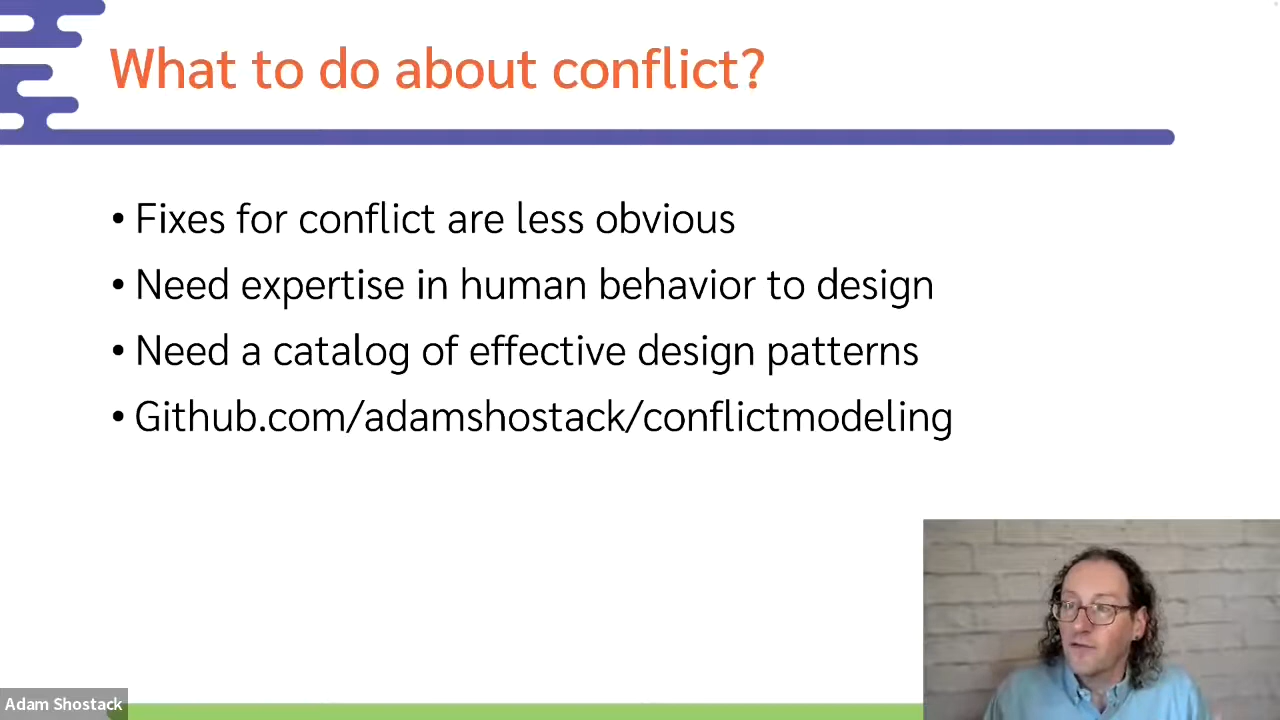 What to do about conflict?
• Fixes for conflict are less obvious
• Need expertise in human behavior to design
• Need a catalog of effective design patterns
• Github.com/adamshostack/conflictmodeling
Adam Shostack